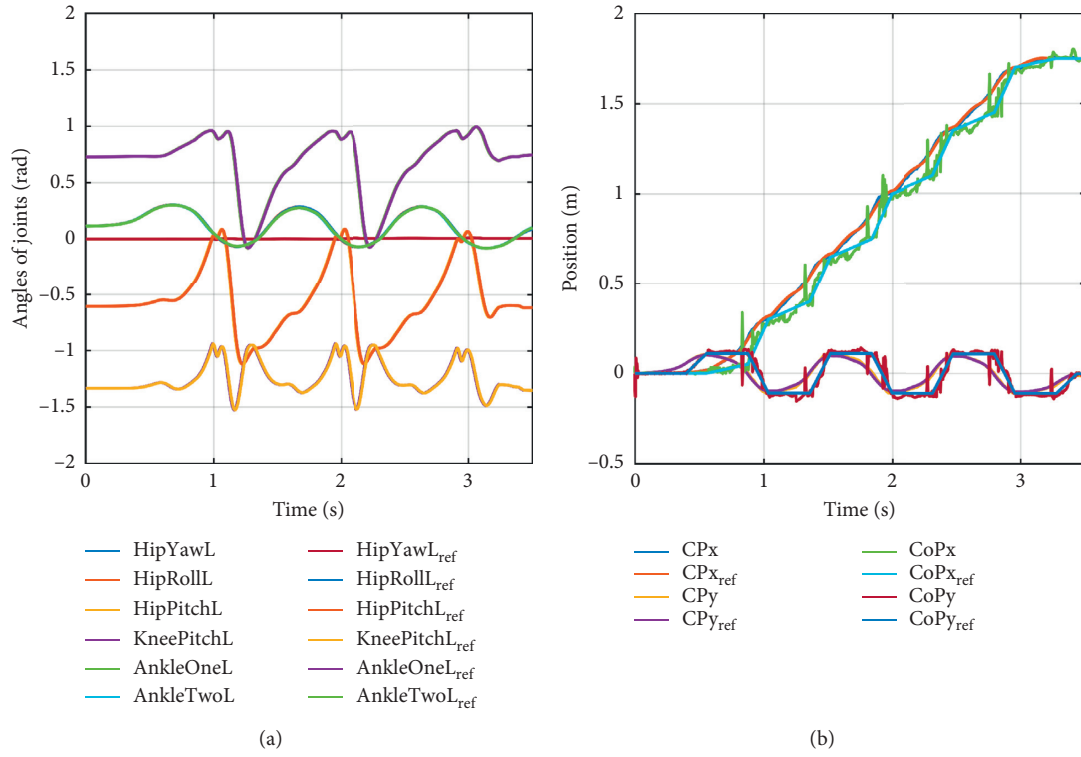 2
1.5
1
0.5
0
−0.5
−1
−1.5
−2
Angles of joints (rad)
0
1
2
3
Time (s)
HipYawL
HipRollL
HipPitchL
KneePitchL
AnkleOneL
AnkleTwoL
HipYawLref
HipRollLref
HipPitchLref
KneePitchLref
AnkleOneLref
AnkleTwoLref
(a)
2
1.5
1
0.5
0
−0.5
Position (m)
0
1
2
3
Time (s)
CPx
CPxref
CPy
CPyref
CoPx
CoPxref
CoPy
CoPyref
(b)